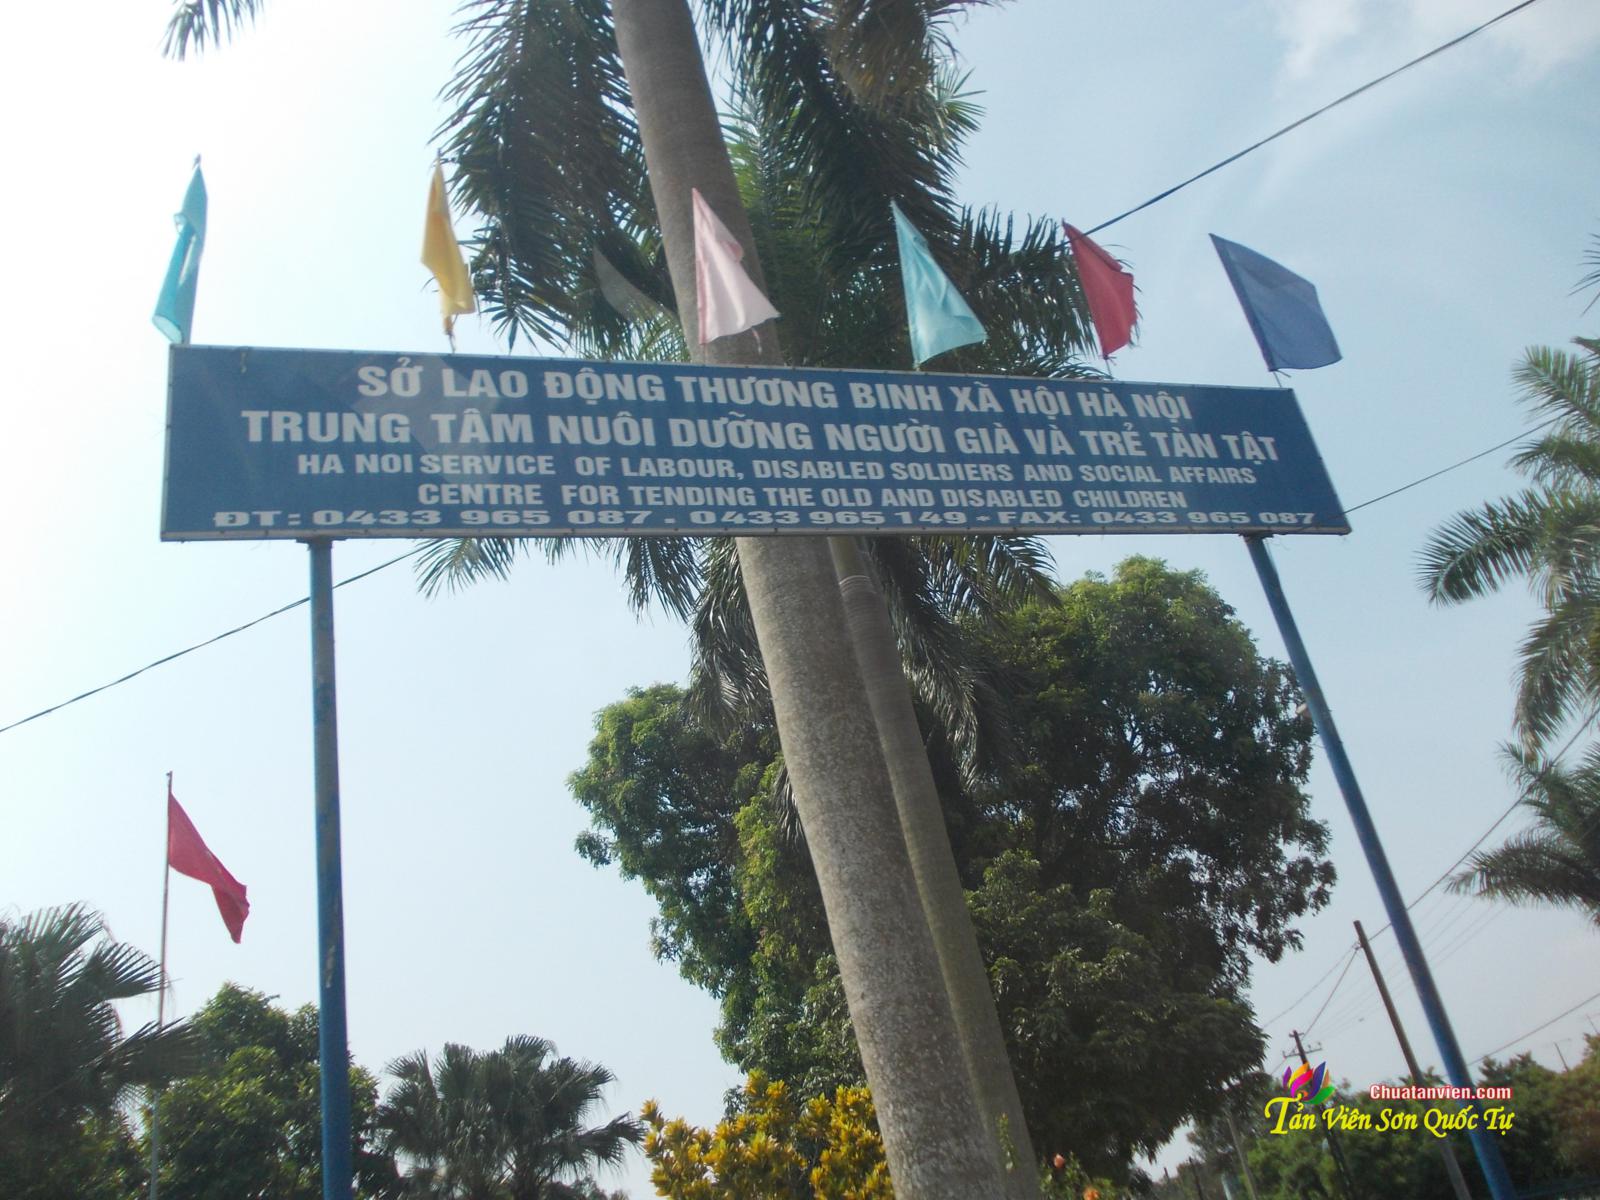 SỞ LAO ĐỘNG THƯƠNG BINH XÃ HỘI HÀ NỘI
TRUNG TÂM NUÔI DƯỠNG NGƯỜI GIÀ VÀ TRẺ TÀN TẬT
HA NOI SERVICE OF LABOUR, DISABLED SOLDIERS AND SOCIAL AFFAIRS
CENTRE FOR TENDING THE OLD AND DISABLED CHILDREN
ĐT: 0433 965 087 . 0433 965 149 * FAX: 0433 965 087
Chuatanvien.com
Tản Viên Sơn Quốc Tự